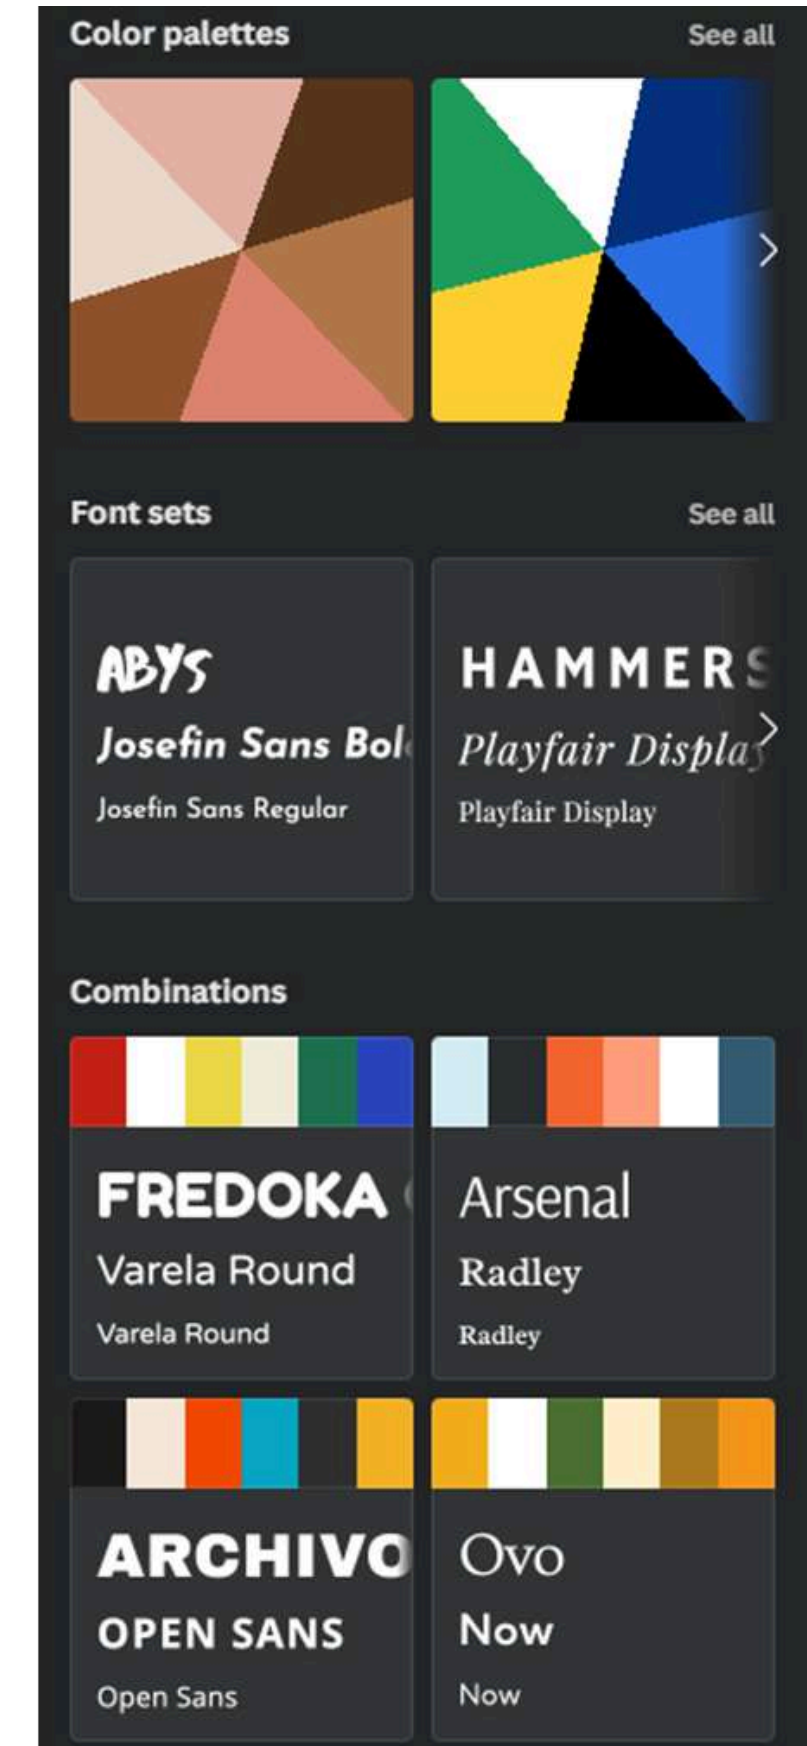 Color palettes
See all
Font sets
See all
ABYS
Josefin Sans Bol
Josefin Sans Regular
HAMMERS
Playfair Display
Playfair Display
Combinations
FREDOKA
Varela Round
Varela Round
Arsenal
Radley
Radley
ARCHIVO
OPEN SANS
Open Sans
Ovo
Now
Now